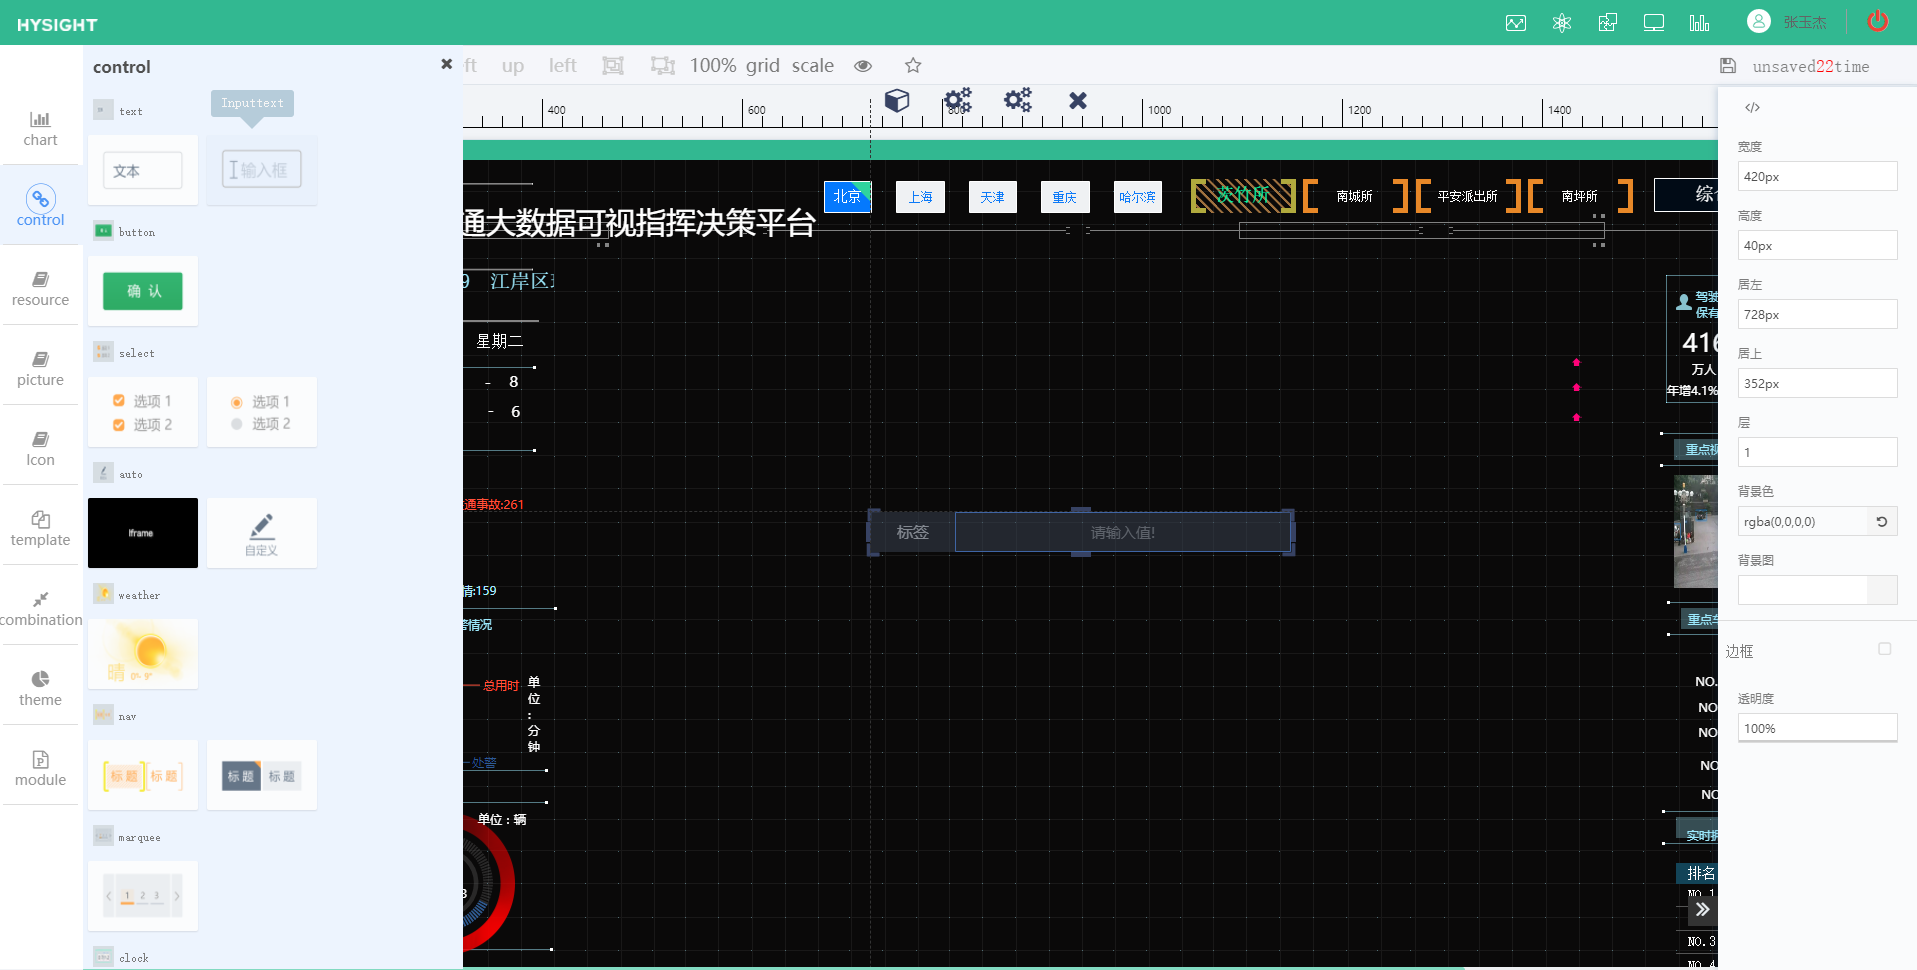 HYSIGHT
张玉杰
control
ft up left 100% grid scale
unsaved22time
text
Inputtext
文本
输入框
button
确 认
select
选项 1
选项 2
选项 1
选项 2
auto
Iframe
自定义
weather
晴 0°- 9°
nav
标 题 标 题
标 题 标 题
marquee
1 2 3
clock
chart
control
resource
picture
Icon
template
combination
theme
module
400 600 800 1000 1200 1400
北京 上海 天津 重庆 哈尔滨 茨竹所 南城所 平安派出所 南坪所
通大数据可视指挥决策平台
9 江岸区
星期二
- 8
- 6
通事故:261
情:159
警情况
总用时
单位:分钟
处警
单位：辆
标签 请输入值!
驾驶
保有
416
万人
年增4.1%
重点视
重点车
NO.
NO
NO
NO
NO
实时拥
排名
NO.1
NO.3
NO.4
</>
宽度
420px
高度
40px
居左
728px
居上
352px
层
1
背景色
rgba(0,0,0,0)
背景图
边框
透明度
100%